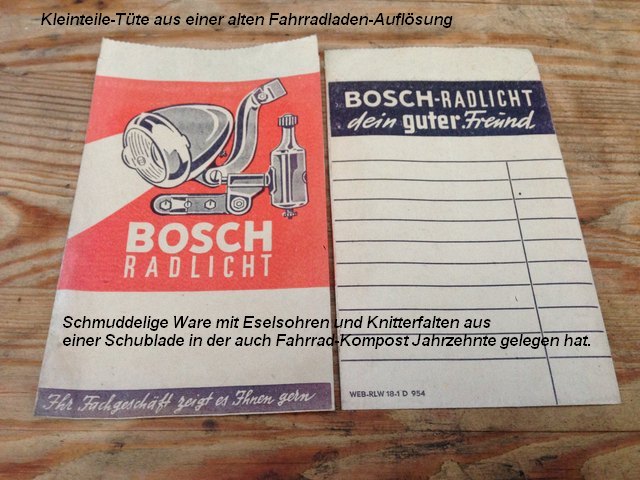 Kleinteile-Tüte aus einer alten Fahrradladen-Auflösung
BOSCH
RADLICHT
Ihr Fachgeschäft zeigt es Ihnen gern
BOSCH-RADLICHT
dein guter Freund
WEB-RLW 18-1 D 954
Schmuddelige Ware mit Eselsohren und Knitterfalten aus
einer Schublade in der auch Fahrrad-Kompost Jahrzehnte gelegen hat.